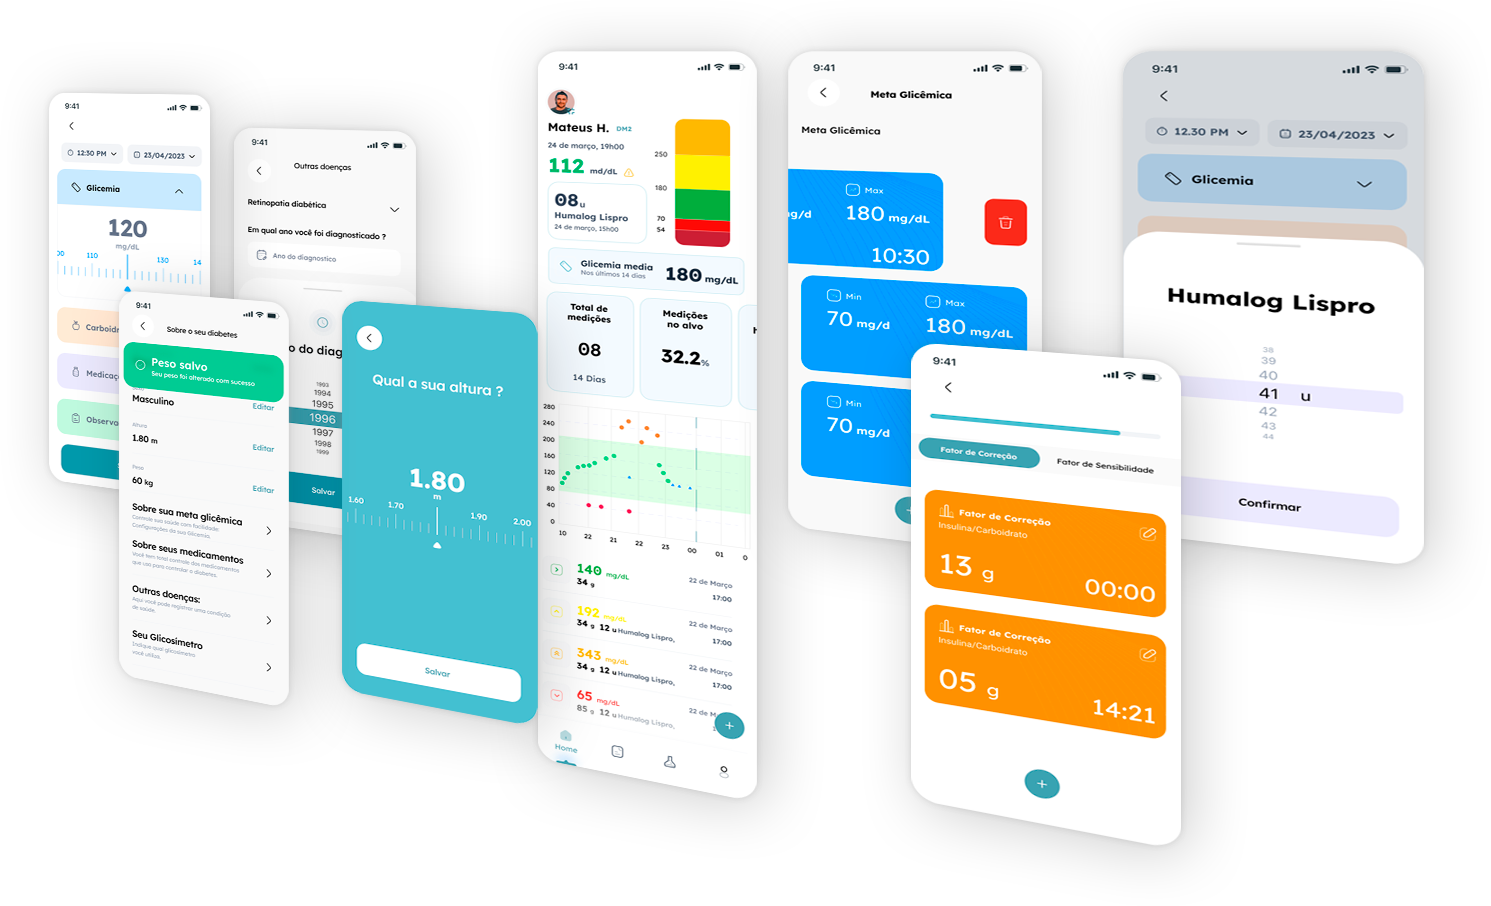 9:41
12:30 PM
23/04/2023
Glicemia
120
mg/dL
110
130
14
Carboidr
Medicaç
Observa
9:41
Outras doenças
Retinopatia diabética
Em qual ano você foi diagnosticado ?
Ano do diagnostico
o do diag
1993
1994
1995
1996
1997
1998
1999
Salvar
9:41
Sobre o seu diabetes
Peso salvo
Seu peso foi alterado com sucesso
Masculino
Editar
Altura
1.80 m
Editar
Peso
60 kg
Editar
Sobre sua meta glicêmica
Controle sua saúde com facilidade:
Configurações da sua Glicemia.
Sobre seus medicamentos
Você tem total controle dos medicamentos
que usa para controlar o diabetes.
Outras doenças:
Aqui você pode registrar uma condição
de saúde.
Seu Glicosímetro
Indique qual glicosímetro
você utiliza.
Qual a sua altura ?
1.80
m
1.60
1.70
1.90
2.00
Salvar
9:41
Mateus H. DM2
24 de março, 19h00
112 md/dL
08 u
Humalog Lispro
24 de março, 15h00
250
180
70
54
Glicemia media
Nos últimos 14 dias
180 mg/dL
Total de
medições
08
14 Dias
Medições
no alvo
32.2%
280
240
200
160
120
80
40
0
10
22
21
22
23
00
01
0
140 mg/dL
34 g
22 de Março
17:00
192 mg/dL
34 g 12 u Humalog Lispro,
22 de Março
17:00
343 mg/dL
34 g 12 u Humalog Lispro,
22 de Março
17:00
65 mg/dL
85 g 12 u Humalog Lispro,
22 de M
+
Home
9:41
Meta Glicêmica
Meta Glicêmica
g/d
Max
180 mg/dL
10:30
Min
70 mg/d
Max
180 mg/dL
Min
70 mg/d
9:41
Fator de Correção
Fator de Sensibilidade
Fator de Correção
Insulina/Carboidrato
13 g
00:00
Fator de Correção
Insulina/Carboidrato
05 g
14:21
+
9:41
12.30 PM
23/04/2023
Glicemia
Humalog Lispro
38
39
40
41 u
42
43
44
Confirmar